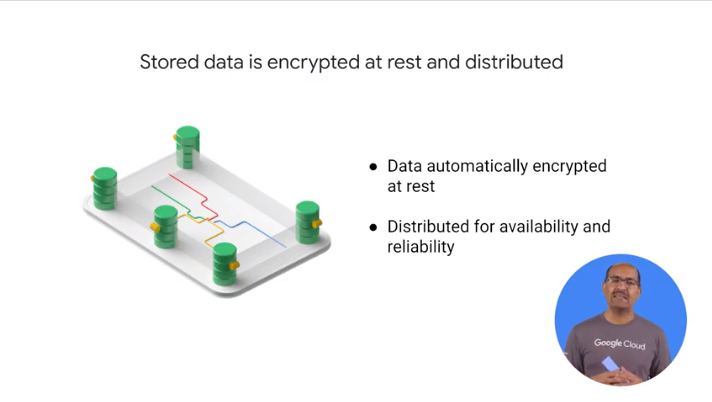 Stored data is encrypted at rest and distributed
● Data automatically encrypted
at rest
● Distributed for availability and
reliability
Google Cloud